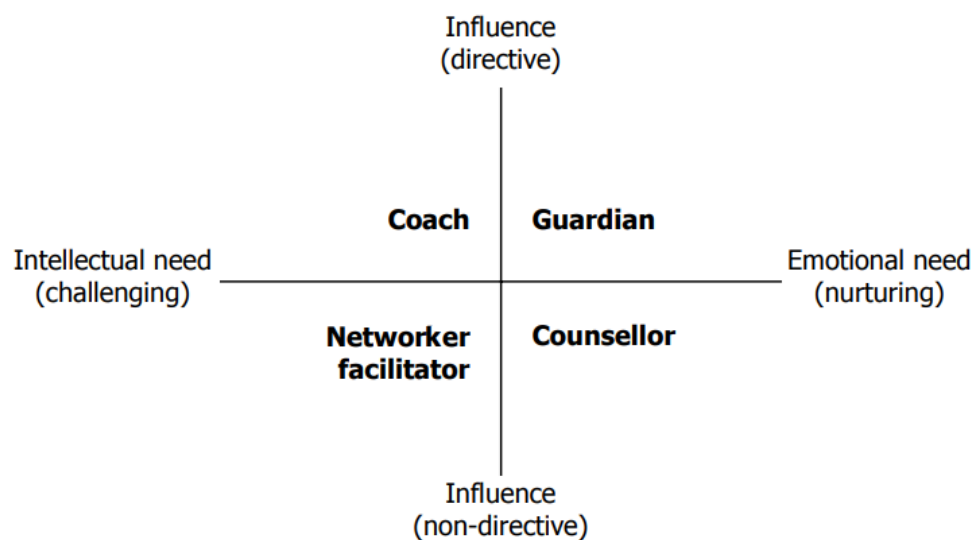 Influence
(directive)
Coach
Guardian
Intellectual need
(challenging)
Emotional need
(nurturing)
Networker
facilitator
Counsellor
Influence
(non-directive)